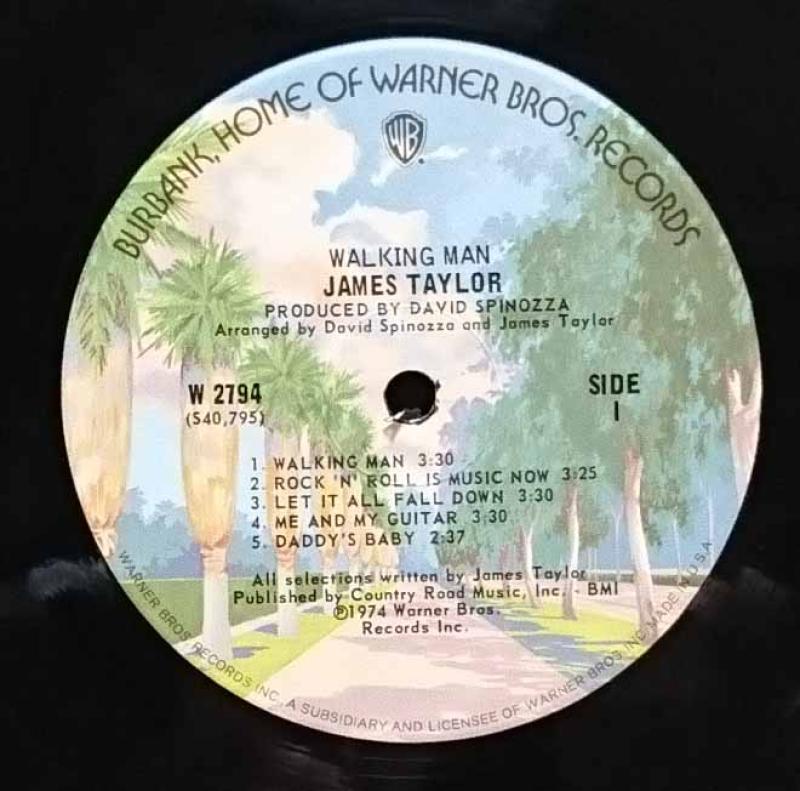 BURBANK, HOME OF WARNER BROS. RECORDS
WB
WALKING MAN
JAMES TAYLOR
PRODUCED BY DAVID SPINOZZA
Arranged by David Spinozza and James Taylor
W 2794
(S40,795)
SIDE
1
1. WALKING MAN 3:30
2. ROCK 'N' ROLL IS MUSIC NOW 3:25
3. LET IT ALL FALL DOWN 3:30
4. ME AND MY GUITAR 3:30
5. DADDY'S BABY 2:37
All selections written by James Taylor
Published by Country Road Music, Inc. - BMI
℗1974 Warner Bros.
Records Inc.
WARNER BROS. RECORDS INC., A SUBSIDIARY AND LICENSEE OF WARNER BROS. INC. MADE IN U.S.A.